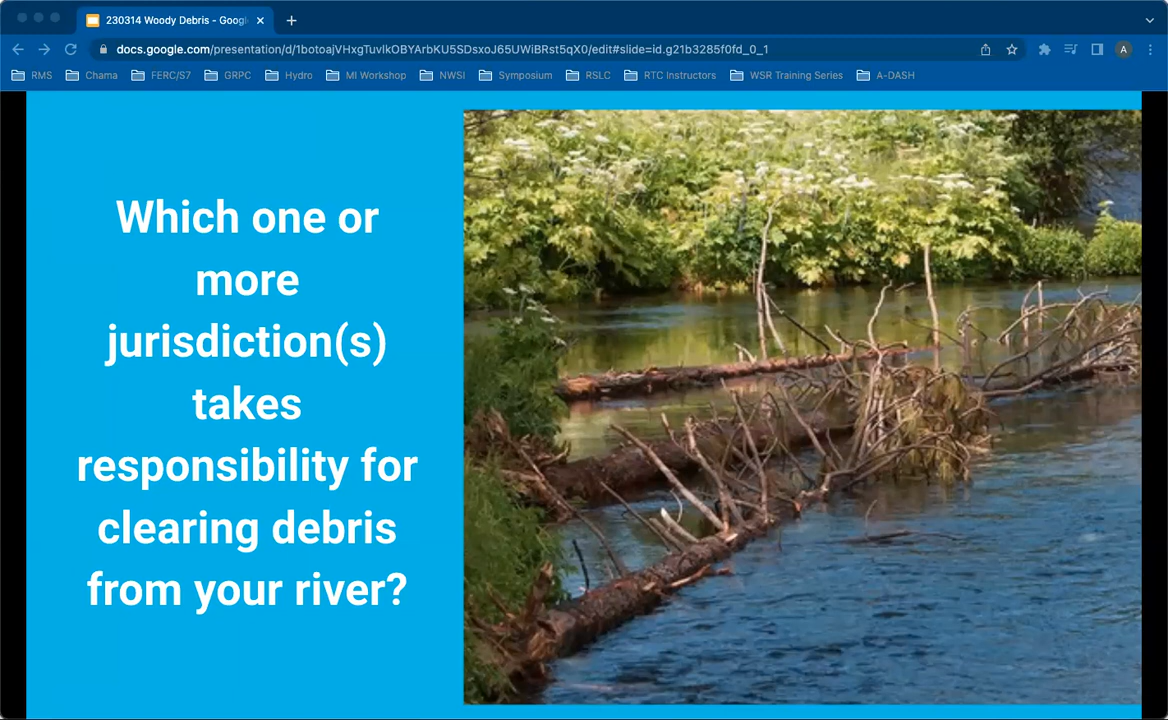 230314 Woody Debris - Googl
docs.google.com/presentation/d/1botoajVHxgTuvlkOBYArbKU5SDsxoJ65UWiBRst5qX0/edit#slide=id.g21b3285f0fd_0_1
A
RMS Chama FERC/S7 GRPC Hydro MI Workshop NWSI Symposium RSLC RTC Instructors WSR Training Series A-DASH
Which one or
more
jurisdiction(s)
takes
responsibility for
clearing debris
from your river?